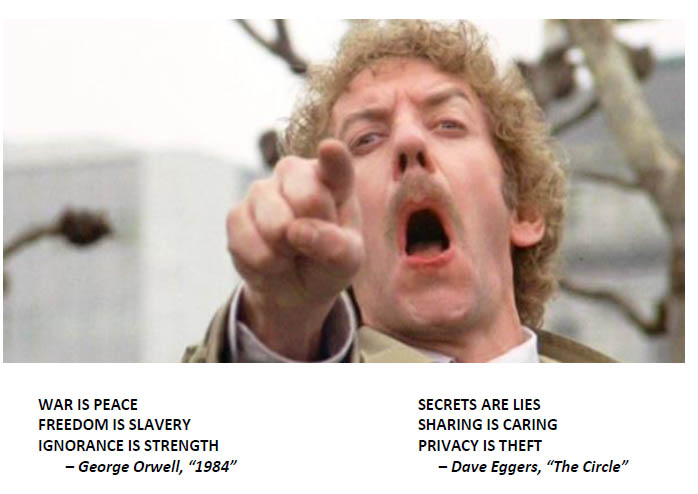 WAR IS PEACE
FREEDOM IS SLAVERY
IGNORANCE IS STRENGTH
– George Orwell, “1984”
SECRETS ARE LIES
SHARING IS CARING
PRIVACY IS THEFT
– Dave Eggers, “The Circle”